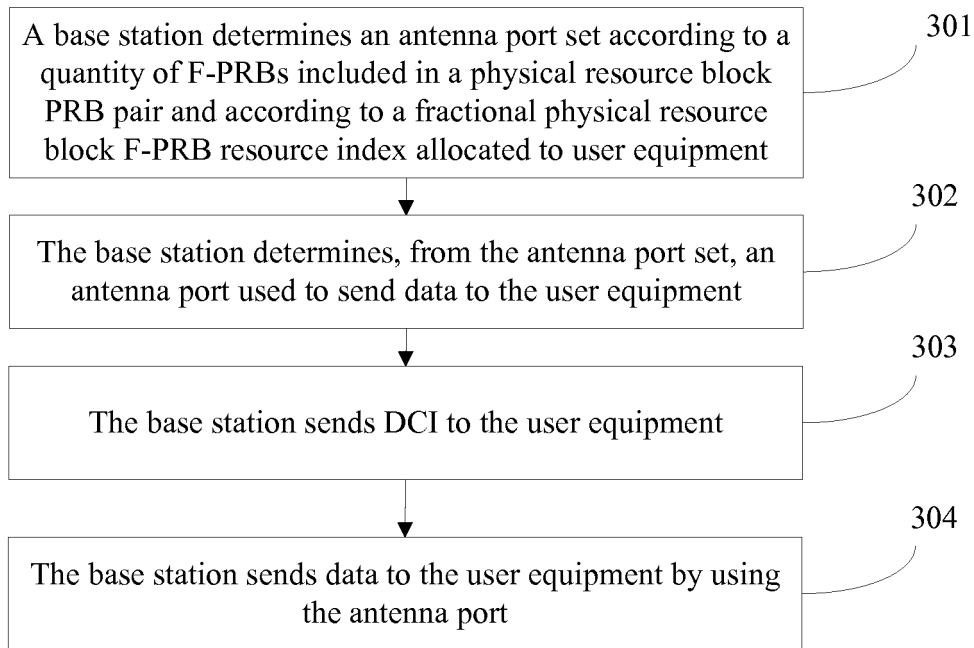 A base station determines an antenna port set according to a
quantity of F-PRBs included in a physical resource block
PRB pair and according to a fractional physical resource
block F-PRB resource index allocated to user equipment
301
The base station determines, from the antenna port set, an
antenna port used to send data to the user equipment
302
The base station sends DCI to the user equipment
303
The base station sends data to the user equipment by using
the antenna port
304